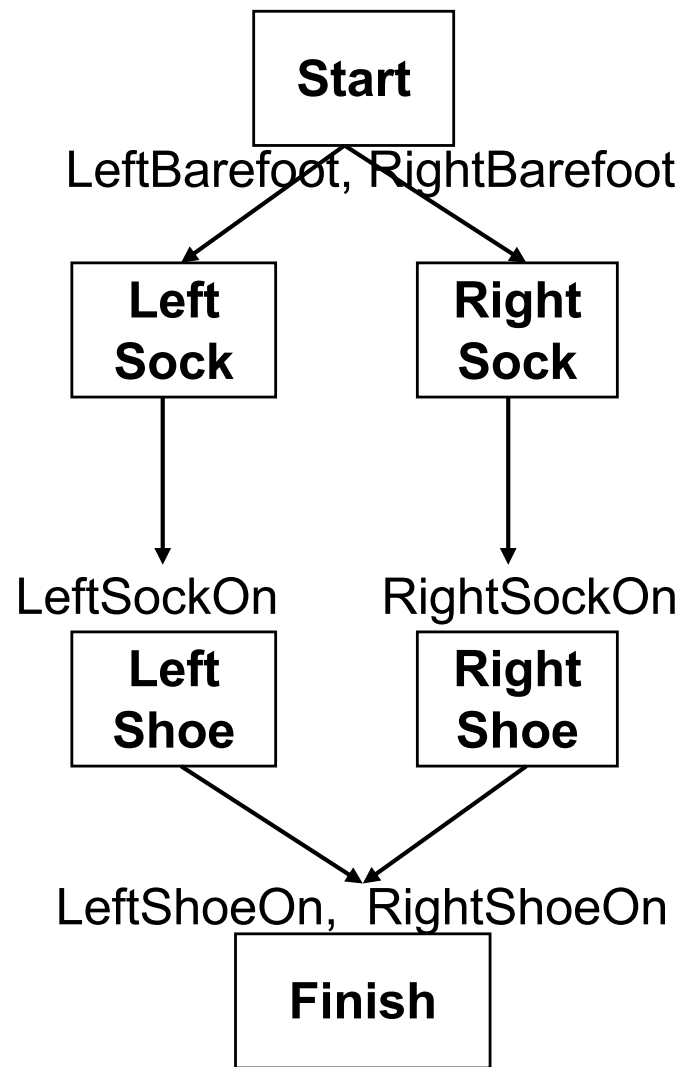 Start
LeftBarefoot, RightBarefoot
Left
Sock
Right
Sock
LeftSockOn
RightSockOn
Left
Shoe
Right
Shoe
LeftShoeOn, RightShoeOn
Finish